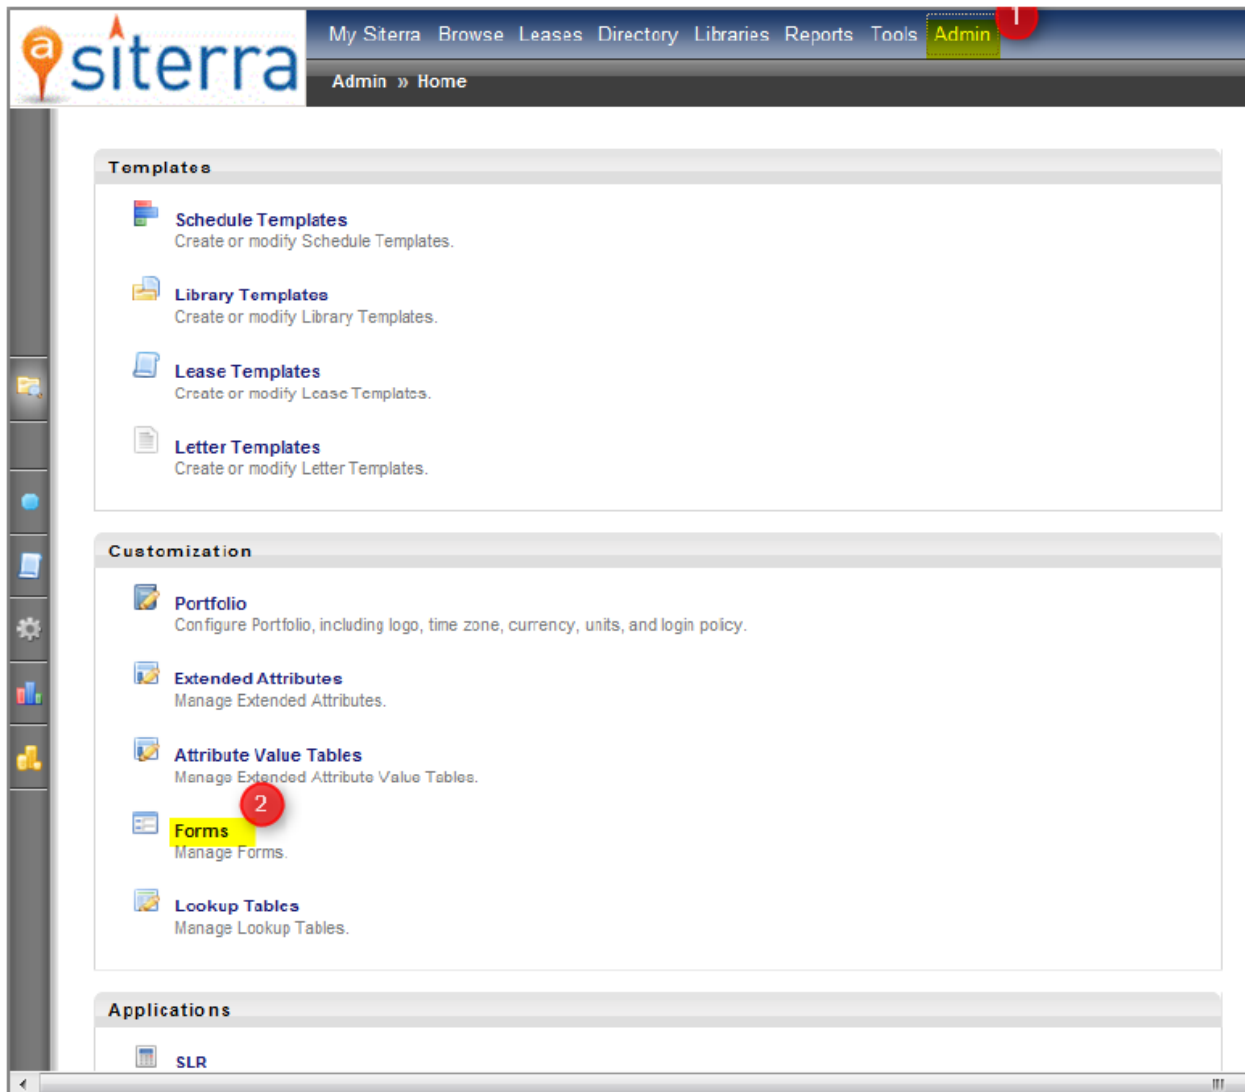 1
a
siterra
My Siterra Browse Leases Directory Libraries Reports Tools Admin
Admin » Home
Templates
Schedule Templates
Create or modify Schedule Templates.
Library Templates
Create or modify Library Templates.
Lease Templates
Create or modify Lease Templates.
Letter Templates
Create or modify Letter Templates.
Customization
Portfolio
Configure Portfolio, including logo, time zone, currency, units, and login policy.
Extended Attributes
Manage Extended Attributes.
Attribute Value Tables
Manage Extended Attribute Value Tables.
2
Forms
Manage Forms.
Lookup Tables
Manage Lookup Tables.
Applications
SLR